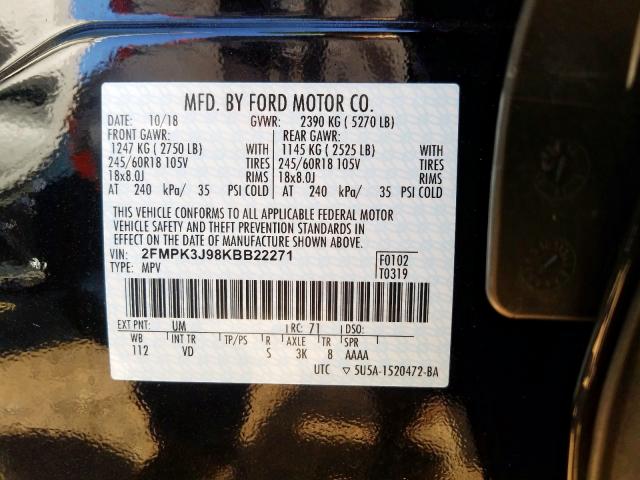 MFD. BY FORD MOTOR CO.
DATE: 10/18 GVWR: 2390 KG ( 5270 LB)
FRONT GAWR: REAR GAWR:
1247 KG ( 2750 LB) WITH 1145 KG ( 2525 LB) WITH
245/60R18 105V TIRES 245/60R18 105V TIRES
18x8.0J RIMS 18x8.0J RIMS
AT 240 kPa/ 35 PSI COLD AT 240 kPa/ 35 PSI COLD
THIS VEHICLE CONFORMS TO ALL APPLICABLE FEDERAL MOTOR
VEHICLE SAFETY AND THEFT PREVENTION STANDARDS IN
EFFECT ON THE DATE OF MANUFACTURE SHOWN ABOVE.
VIN: 2FMPK3J98KBB22271 F0102
TYPE: MPV T0319
EXT PNT: UM RC: 71 DSO:
WB INT TR TP/PS R AXLE TR SPR
112 VD S 3K 8 AAAA
UTC ▽ 5U5A-1520472-BA